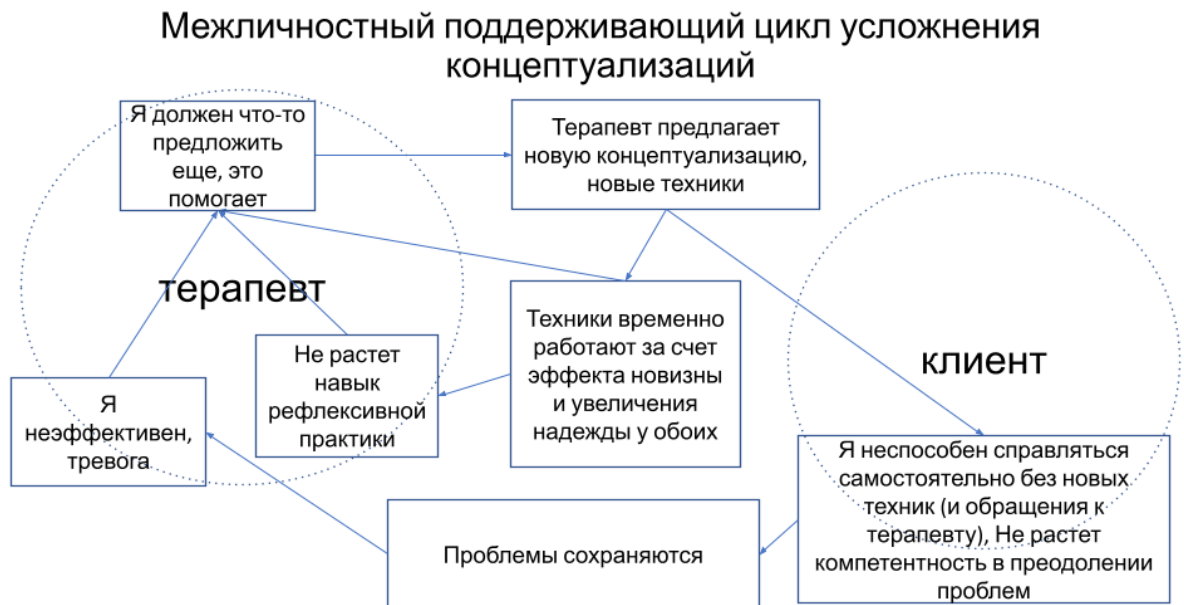 Межличностный поддерживающий цикл усложнения
концептуализаций
Я должен что-то
предложить
еще, это
помогает
Терапевт предлагает
новую концептуализацию,
новые техники
терапевт
Техники временно
работают за счет
эффекта новизны
и увеличения
надежды у обоих
клиент
Не растет
навык
рефлексивной
практики
Я
неэффективен,
тревога
Я неспособен справляться
самостоятельно без новых
техник (и обращения к
терапевту), Не растет
компетентность в преодолении
проблем
Проблемы сохраняются